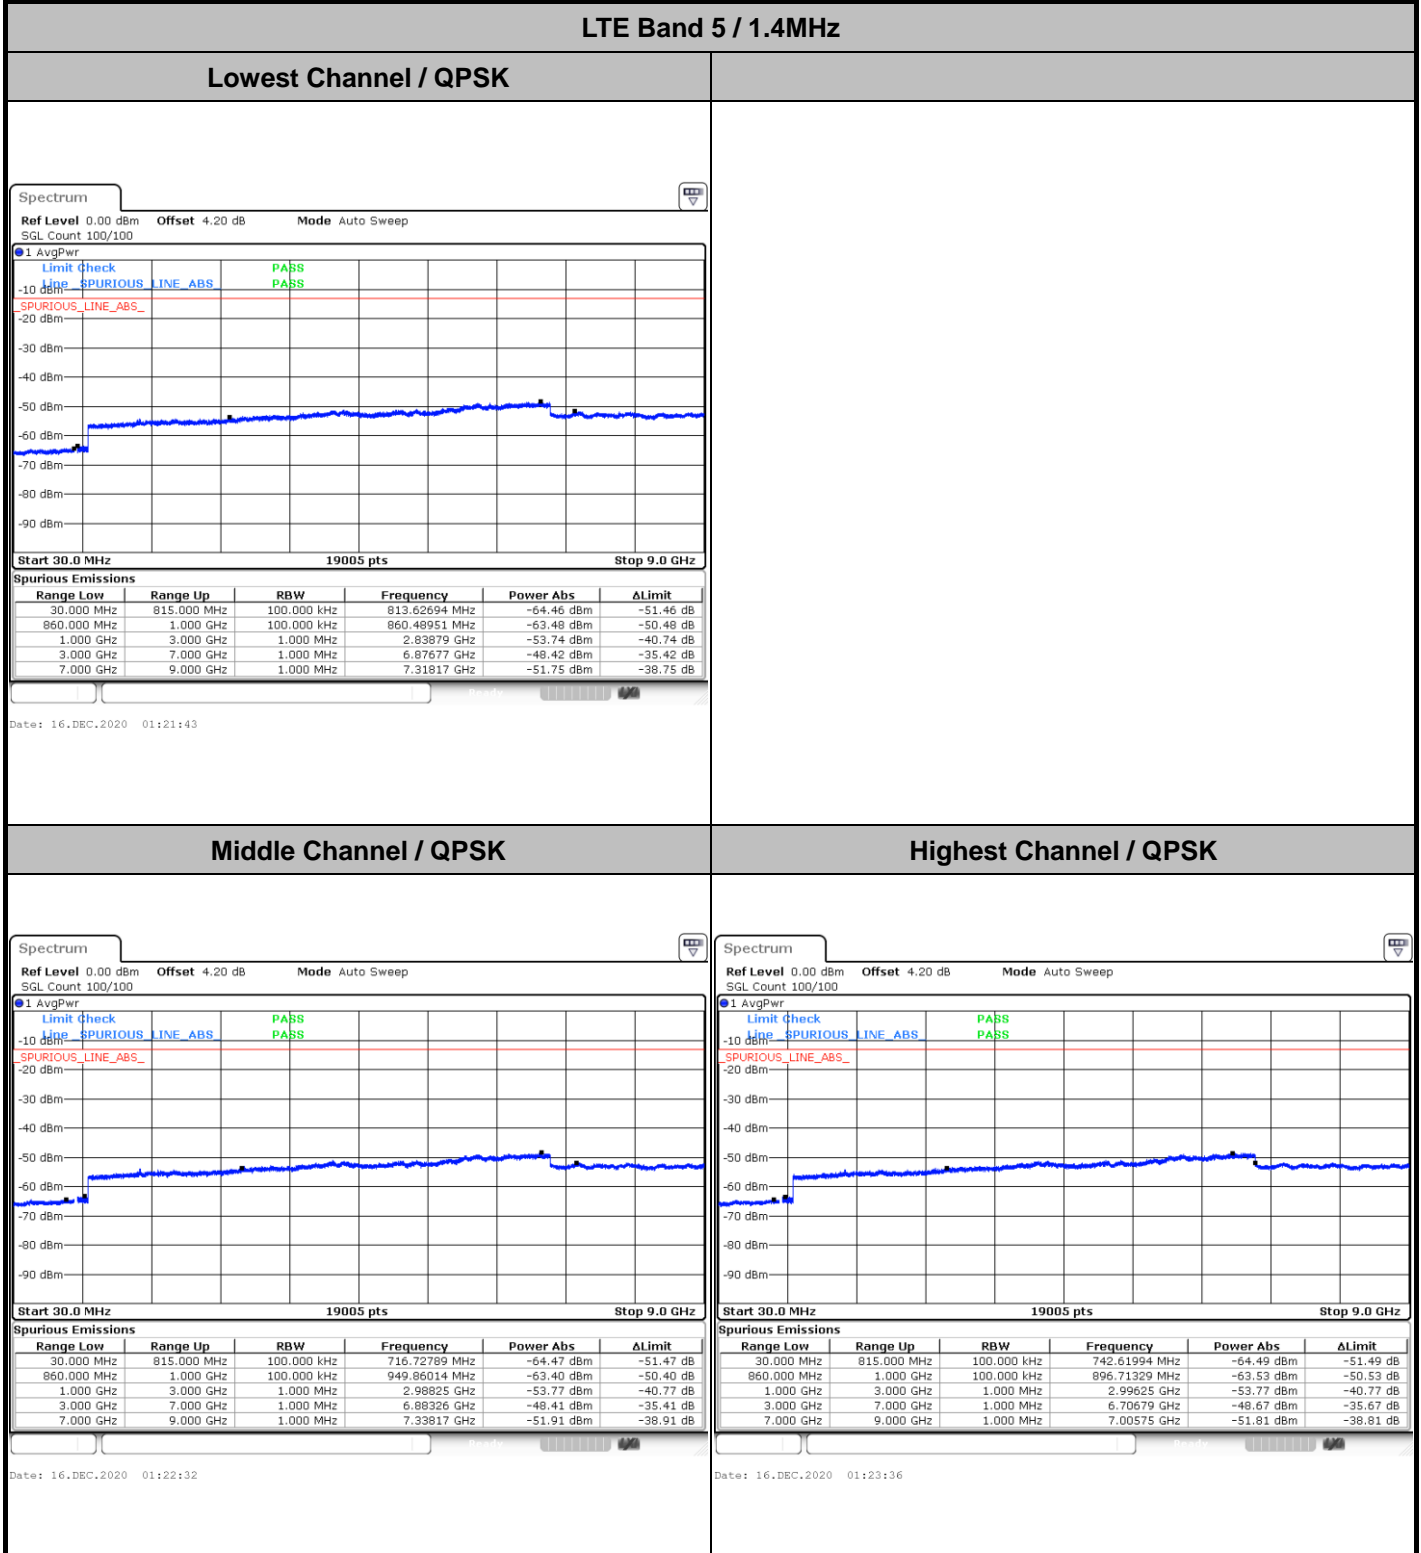 LTE Band 5 / 1.4MHz
Lowest Channel / QPSK
Spectrum
Ref Level 0.00 dBm Offset 4.20 dB Mode Auto Sweep
SGL Count 100/100
1 AvgPwr
Limit Check PASS
Line _SPURIOUS_LINE_ABS_ PASS
-10 dBm
_SPURIOUS_LINE_ABS_
-20 dBm
-30 dBm
-40 dBm
-50 dBm
-60 dBm
-70 dBm
-80 dBm
-90 dBm
Start 30.0 MHz 19005 pts Stop 9.0 GHz
Spurious Emissions
Range Low Range Up RBW Frequency Power Abs ΔLimit
30.000 MHz 815.000 MHz 100.000 kHz 813.62694 MHz -64.46 dBm -51.46 dB
860.000 MHz 1.000 GHz 100.000 kHz 860.48951 MHz -63.48 dBm -50.48 dB
1.000 GHz 3.000 GHz 1.000 MHz 2.83879 GHz -53.74 dBm -40.74 dB
3.000 GHz 7.000 GHz 1.000 MHz 6.87677 GHz -48.42 dBm -35.42 dB
7.000 GHz 9.000 GHz 1.000 MHz 7.31817 GHz -51.75 dBm -38.75 dB
Ready
Date: 16.DEC.2020 01:21:43
Middle Channel / QPSK
Spectrum
Ref Level 0.00 dBm Offset 4.20 dB Mode Auto Sweep
SGL Count 100/100
1 AvgPwr
Limit Check PASS
Line _SPURIOUS_LINE_ABS_ PASS
-10 dBm
_SPURIOUS_LINE_ABS_
-20 dBm
-30 dBm
-40 dBm
-50 dBm
-60 dBm
-70 dBm
-80 dBm
-90 dBm
Start 30.0 MHz 19005 pts Stop 9.0 GHz
Spurious Emissions
Range Low Range Up RBW Frequency Power Abs ΔLimit
30.000 MHz 815.000 MHz 100.000 kHz 716.72789 MHz -64.47 dBm -51.47 dB
860.000 MHz 1.000 GHz 100.000 kHz 949.86014 MHz -63.40 dBm -50.40 dB
1.000 GHz 3.000 GHz 1.000 MHz 2.98825 GHz -53.77 dBm -40.77 dB
3.000 GHz 7.000 GHz 1.000 MHz 6.88326 GHz -48.41 dBm -35.41 dB
7.000 GHz 9.000 GHz 1.000 MHz 7.33817 GHz -51.91 dBm -38.91 dB
Ready
Date: 16.DEC.2020 01:22:32
Highest Channel / QPSK
Spectrum
Ref Level 0.00 dBm Offset 4.20 dB Mode Auto Sweep
SGL Count 100/100
1 AvgPwr
Limit Check PASS
Line _SPURIOUS_LINE_ABS_ PASS
-10 dBm
_SPURIOUS_LINE_ABS_
-20 dBm
-30 dBm
-40 dBm
-50 dBm
-60 dBm
-70 dBm
-80 dBm
-90 dBm
Start 30.0 MHz 19005 pts Stop 9.0 GHz
Spurious Emissions
Range Low Range Up RBW Frequency Power Abs ΔLimit
30.000 MHz 815.000 MHz 100.000 kHz 742.61994 MHz -64.49 dBm -51.49 dB
860.000 MHz 1.000 GHz 100.000 kHz 896.71329 MHz -63.53 dBm -50.53 dB
1.000 GHz 3.000 GHz 1.000 MHz 2.99625 GHz -53.77 dBm -40.77 dB
3.000 GHz 7.000 GHz 1.000 MHz 6.70679 GHz -48.67 dBm -35.67 dB
7.000 GHz 9.000 GHz 1.000 MHz 7.00575 GHz -51.81 dBm -38.81 dB
Ready
Date: 16.DEC.2020 01:23:36